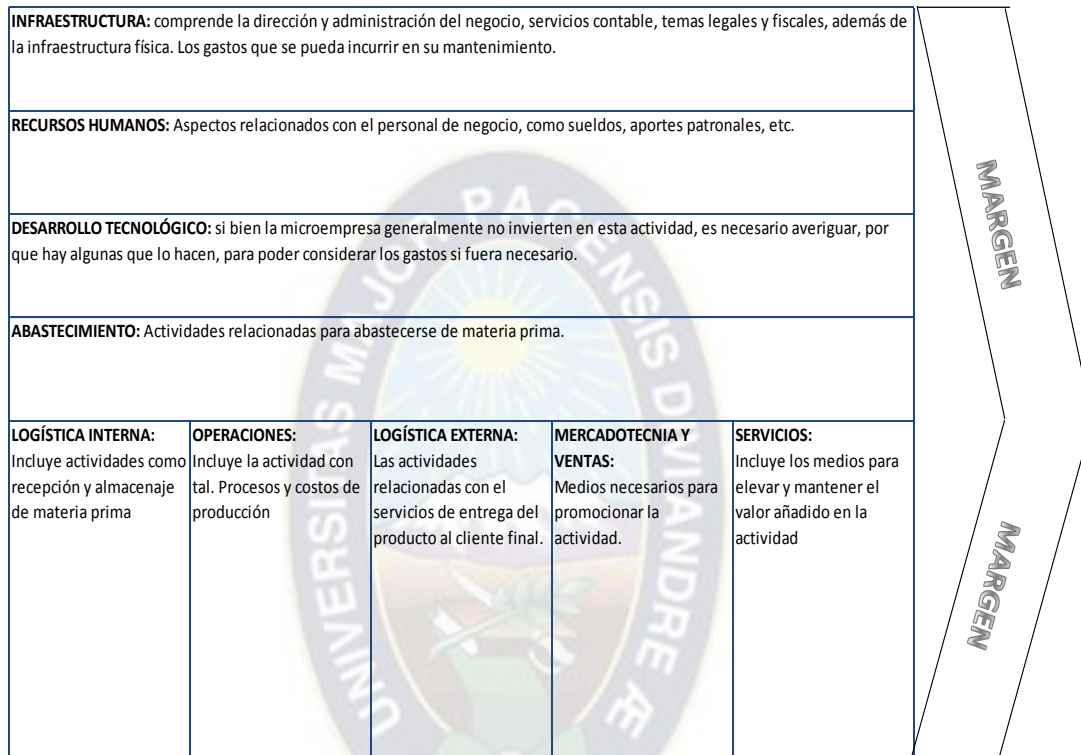 INFRAESTRUCTURA: comprende la dirección y administración del negocio, servicios contable, temas legales y fiscales, además de
la infraestructura física. Los gastos que se pueda incurrir en su mantenimiento.
RECURSOS HUMANOS: Aspectos relacionados con el personal de negocio, como sueldos, aportes patronales, etc.
DESARROLLO TECNOLÓGICO: si bien la microempresa generalmente no invierten en esta actividad, es necesario averiguar, por
que hay algunas que lo hacen, para poder considerar los gastos si fuera necesario.
ABASTECIMIENTO: Actividades relacionadas para abastecerse de materia prima.
LOGÍSTICA INTERNA:
Incluye actividades como
recepción y almacenaje
de materia prima
OPERACIONES:
Incluye la actividad con
tal. Procesos y costos de
producción
LOGÍSTICA EXTERNA:
Las actividades
relacionadas con el
servicios de entrega del
producto al cliente final.
MERCADOTECNIA Y
VENTAS:
Medios necesarios para
promocionar la
actividad.
SERVICIOS:
Incluye los medios para
elevar y mantener el
valor añadido en la
actividad
MARGEN
MARGEN
UNIVERSITAS MAJOR PACENSIS DVI ANDRE Æ